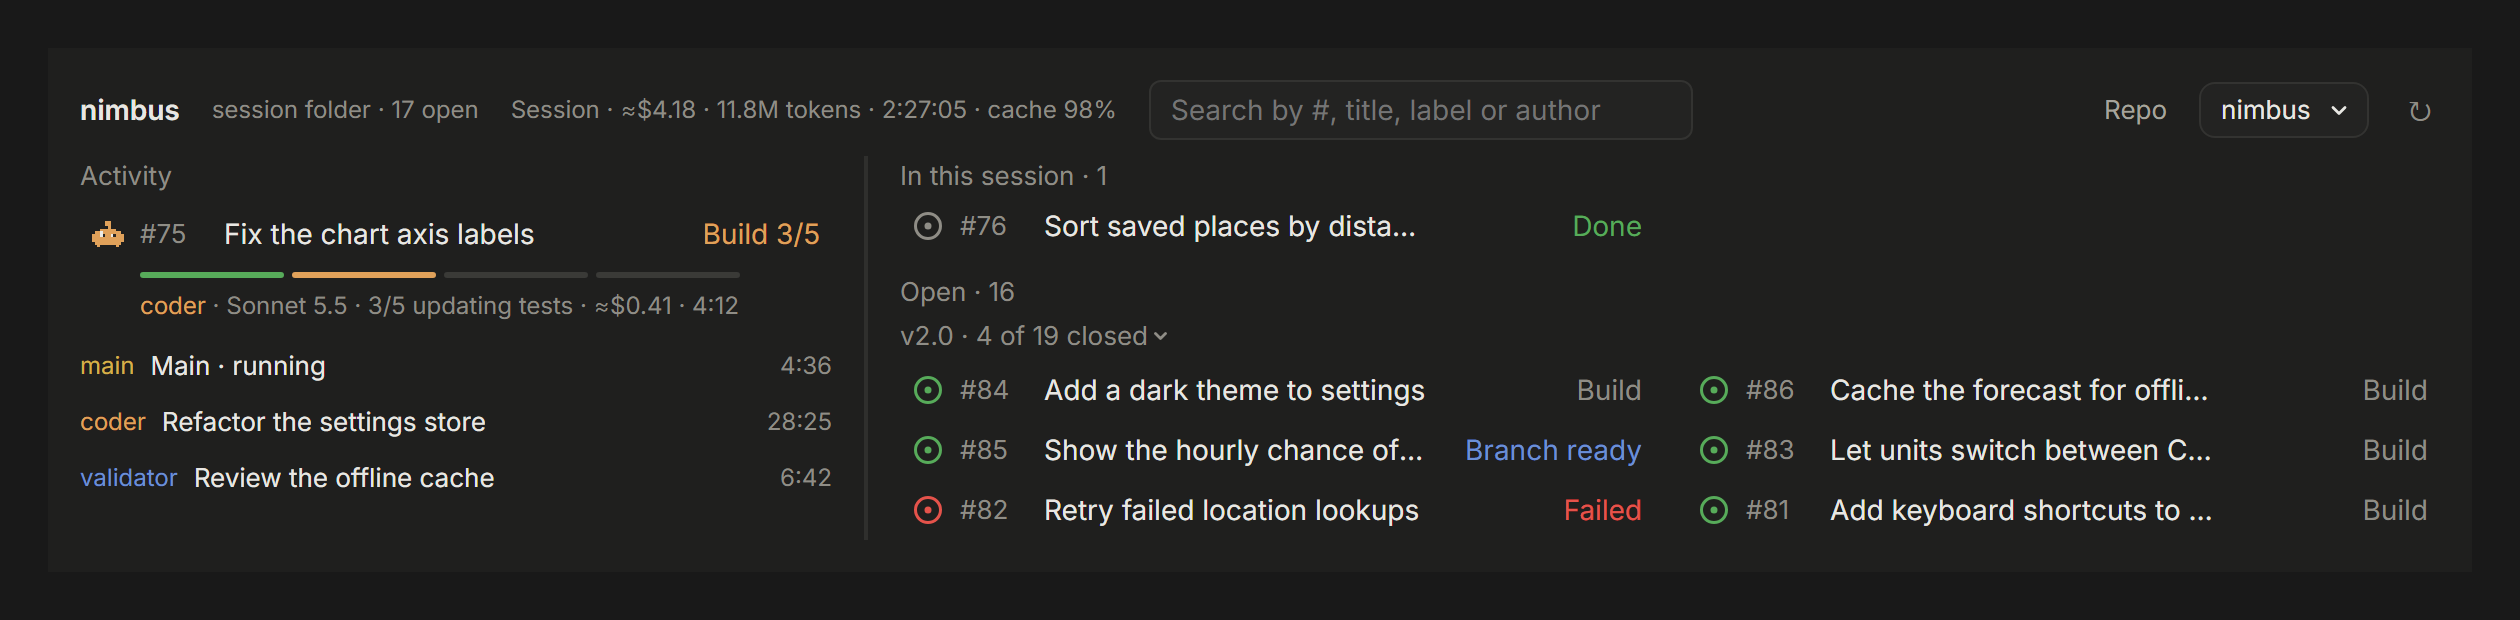 nimbus session folder · 17 open Session · ≈$4.18 · 11.8M tokens · 2:27:05 · cache 98% Search by #, title, label or author Repo nimbus
Activity
#75 Fix the chart axis labels Build 3/5
coder · Sonnet 5.5 · 3/5 updating tests · ≈$0.41 · 4:12
main Main · running 4:36
coder Refactor the settings store 28:25
validator Review the offline cache 6:42
In this session · 1
#76 Sort saved places by dista... Done
Open · 16
v2.0 · 4 of 19 closed
#84 Add a dark theme to settings Build
#86 Cache the forecast for offli... Build
#85 Show the hourly chance of... Branch ready
#83 Let units switch between C... Build
#82 Retry failed location lookups Failed
#81 Add keyboard shortcuts to ... Build